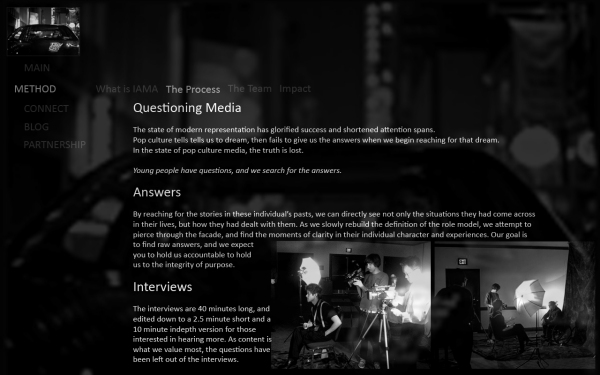 MAIN
METHOD
What is IAMA
The Process
The Team
Impact
CONNECT
BLOG
PARTNERSHIP
Questioning Media
The state of modern representation has glorified success and shortened attention spans.
Pop culture tells tells us to dream, then fails to give us the answers when we begin reaching for that dream.
In the state of pop culture media, the truth is lost.
Young people have questions, and we search for the answers.
Answers
By reaching for the stories in these individual's pasts, we can directly see not only the situations they had come across
in their lives, but how they had dealt with them. As we slowly rebuild the definition of the role model, we attempt to
pierce through the facade, and find the moments of clarity in their individual character and experiences. Our goal is
to find raw answers, and we expect
you to hold us accountable to hold
us to the integrity of purpose.
Interviews
The interviews are 40 minutes long, and
edited down to a 2.5 minute short and a
10 minute indepth version for those
interested in hearing more. As content is
what we value most, the questions have
been left out of the interviews.